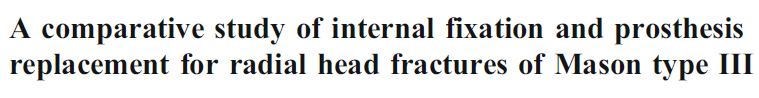 A comparative study of internal fixation and prosthesis
replacement for radial head fractures of Mason type III